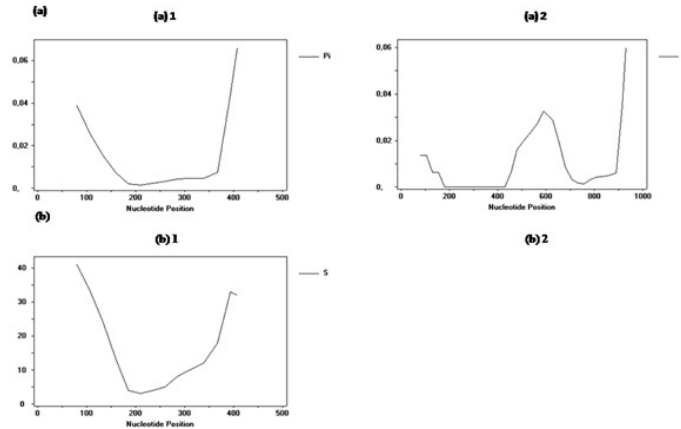 (a)
(a) 1
(a) 2
0,06
0,04
0,02
0,
0 100 200 300 400 500
Nucleotide Position
Pi
0,06
0,04
0,02
0,
0 200 400 600 800 1000
Nucleotide Position
(b)
(b) 1
(b) 2
40
30
20
10
0
0 100 200 300 400 500
Nucleotide Position
S